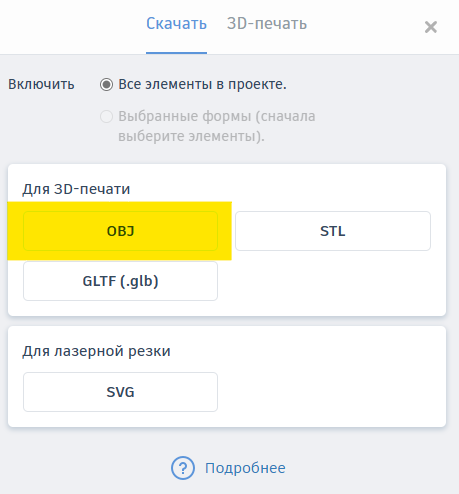 Скачать 3D-печать
Включить Все элементы в проекте.
Выбранные формы (сначала
выберите элементы).
Для 3D-печати
OBJ STL
GLTF (.glb)
Для лазерной резки
SVG
? Подробнее